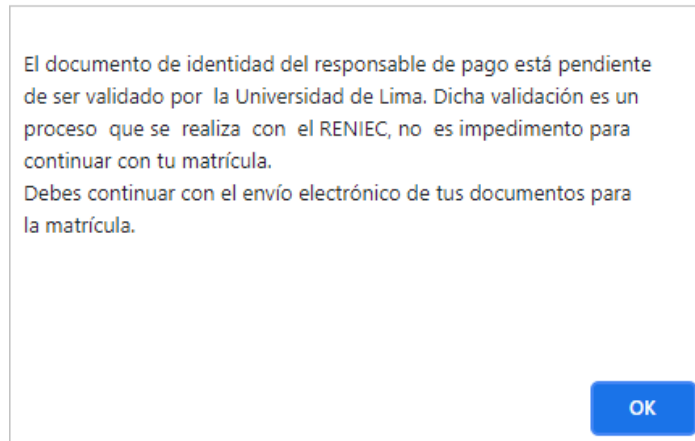 El documento de identidad del responsable de pago está pendiente
de ser validado por la Universidad de Lima. Dicha validación es un
proceso que se realiza con el RENIEC, no es impedimento para
continuar con tu matrícula.
Debes continuar con el envío electrónico de tus documentos para
la matrícula.
OK